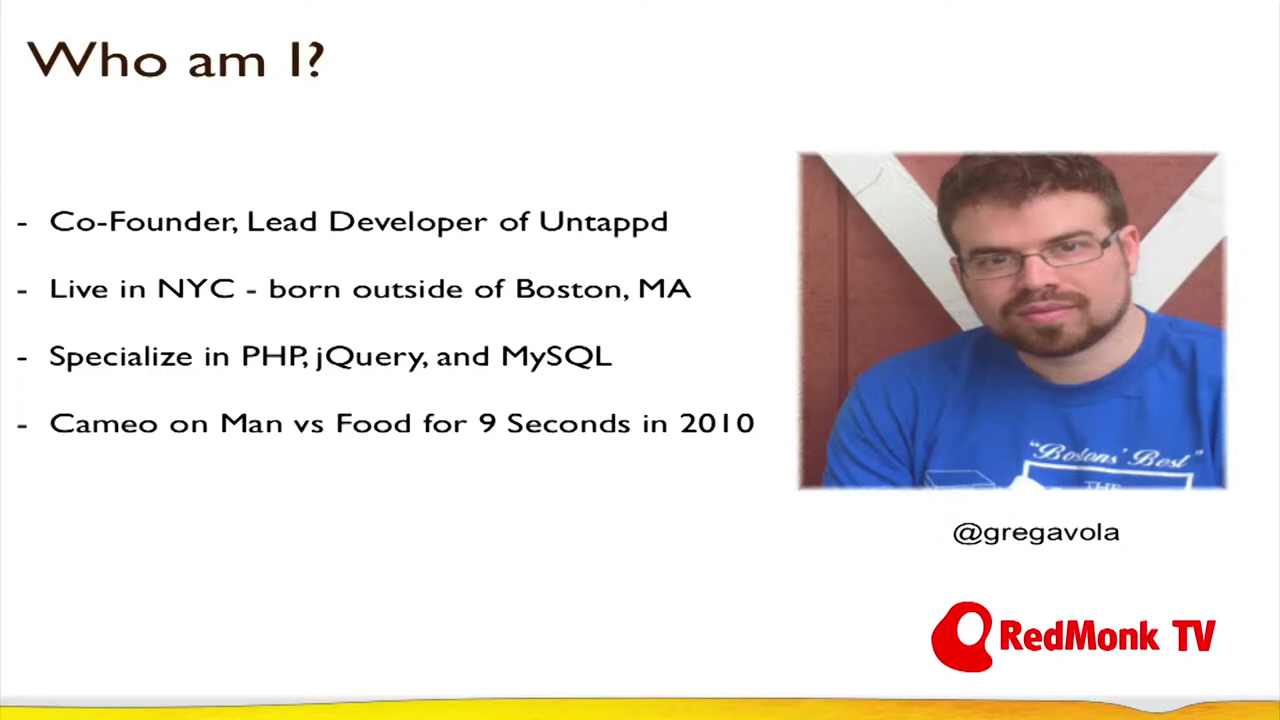 Who am I?
- Co-Founder, Lead Developer of Untappd
- Live in NYC - born outside of Boston, MA
- Specialize in PHP, jQuery, and MySQL
- Cameo on Man vs Food for 9 Seconds in 2010
"Bostons' Best"
THE
@gregavola
RedMonk TV